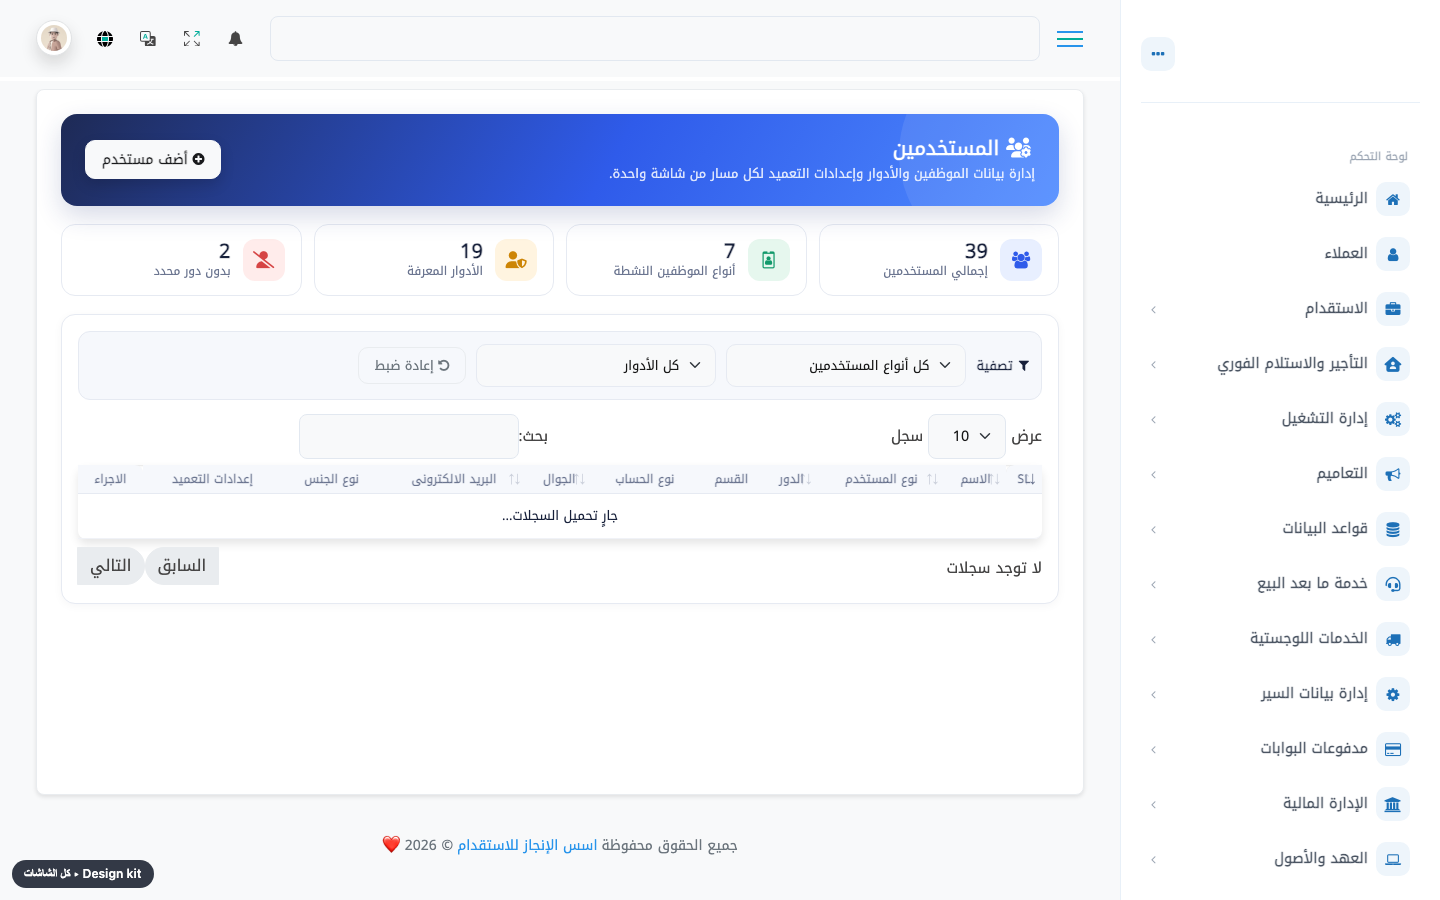 لوحة التحكم
الرئيسية
العملاء
الاستقدام
التأجير والاستلام الفوري
إدارة التشغيل
التعاميم
قواعد البيانات
خدمة ما بعد البيع
الخدمات اللوجستية
إدارة بيانات السير
مدفوعات البوابات
الإدارة المالية
العهد والأصول
المستخدمين
إدارة بيانات الموظفين والأدوار وإعدادات التعميد لكل مسار من شاشة واحدة.
أضف مستخدم
39
إجمالي المستخدمين
7
أنواع الموظفين النشطة
19
الأدوار المعرفة
2
بدون دور محدد
تصفية
كل أنواع المستخدمين
كل الأدوار
إعادة ضبط
عرض 10 سجل
بحث:
SL الاسم نوع المستخدم الدور القسم نوع الحساب الجوال البريد الالكترونى نوع الجنس إعدادات التعميد الاجراء
جارٍ تحميل السجلات...
لا توجد سجلات
السابق التالي
جميع الحقوق محفوظة اسس الإنجاز للاستقدام © 2026
Design kit ▸ كل الشاشات